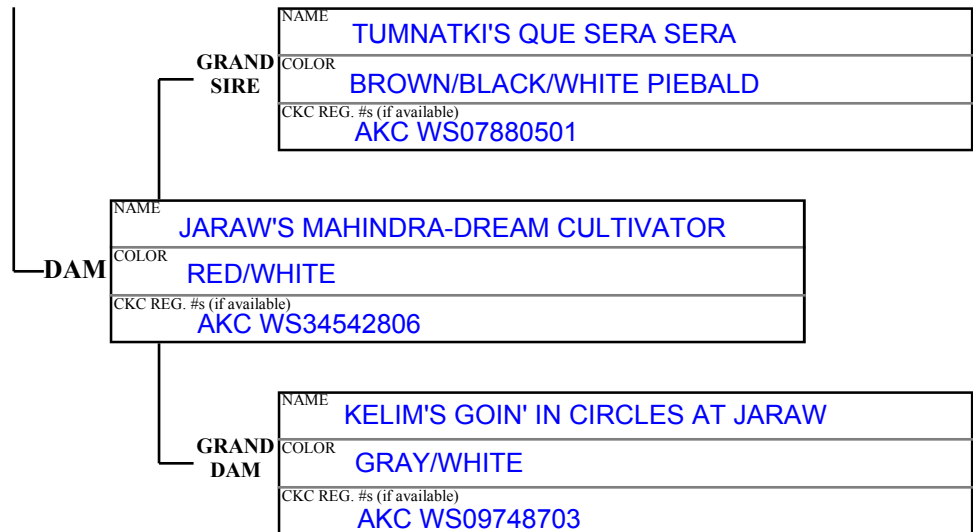 NAME
TUMNATKI'S QUE SERA SERA
GRAND SIRE
COLOR
BROWN/BLACK/WHITE PIEBALD
CKC REG. #s (if available)
AKC WS07880501
NAME
JARAW'S MAHINDRA-DREAM CULTIVATOR
DAM
COLOR
RED/WHITE
CKC REG. #s (if available)
AKC WS34542806
NAME
KELIM'S GOIN' IN CIRCLES AT JARAW
GRAND DAM
COLOR
GRAY/WHITE
CKC REG. #s (if available)
AKC WS09748703